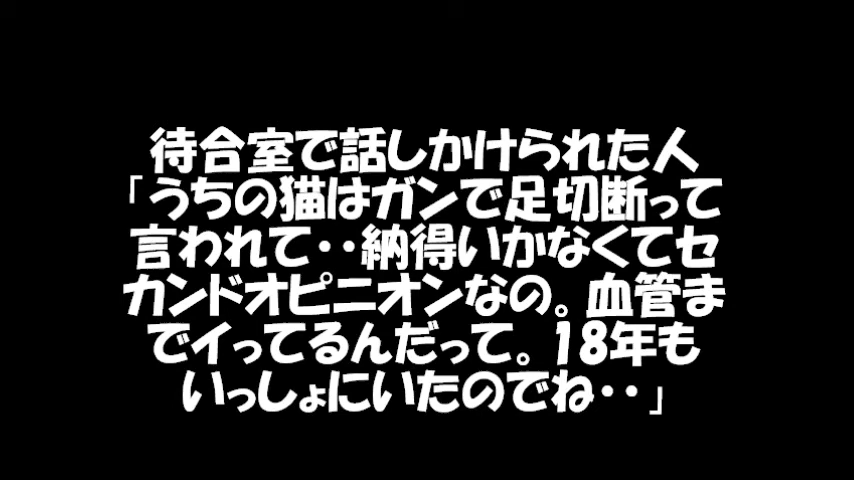 待合室で話しかけられた人
「うちの猫はガンで足切断って
言われて・・納得いかなくてセ
カンドオピニオンなの。血管ま
でイってるんだって。18年も
いっしょにいたのでね・・」